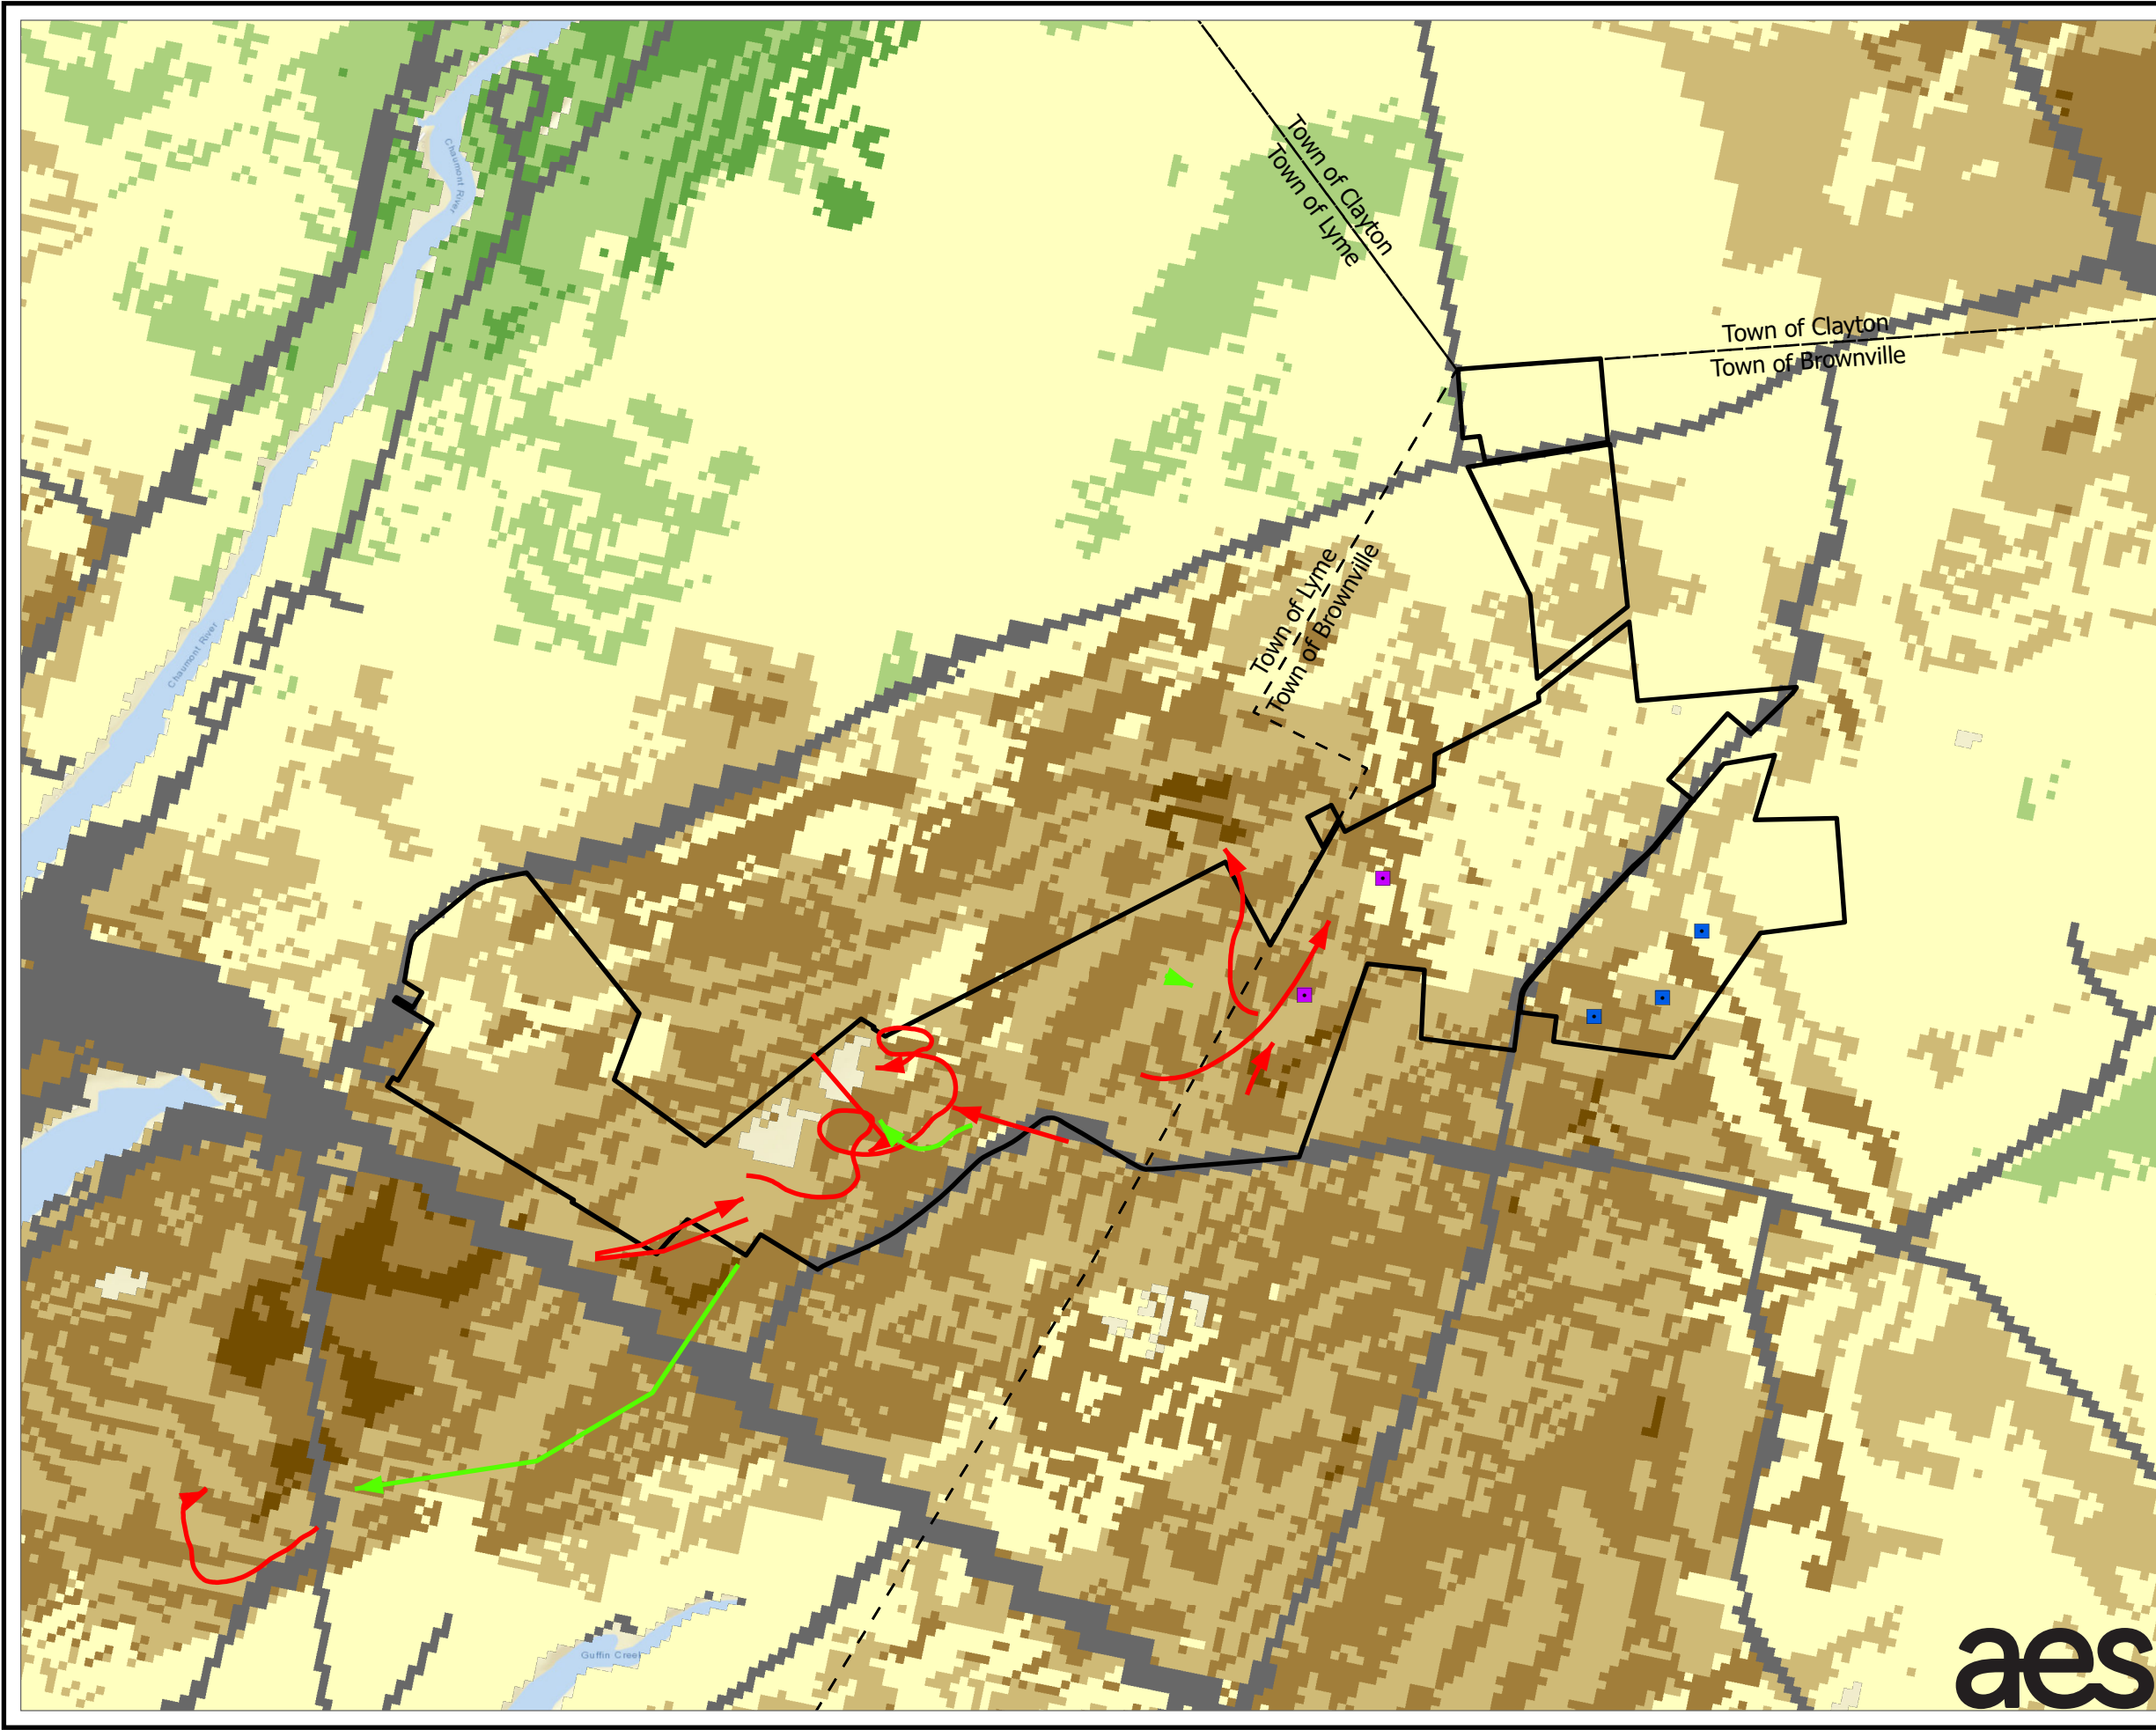 Chaumont River
Town of Clayton
Town of Lyme
Town of Clayton
Town of Brownville
Town of Lyme
Town of Brownville
Chaumont River
Guffin Creek
aes